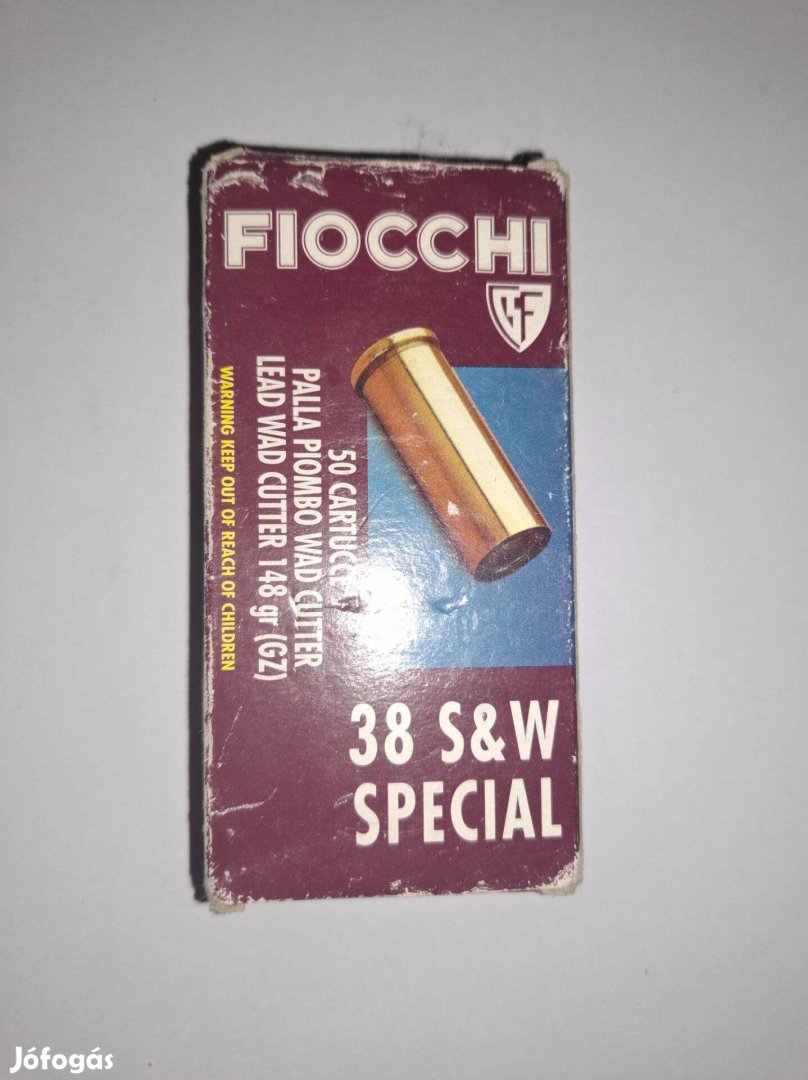 FIOCCHI
GF
50 CARTUCCE
PALLA PIOMBO WAD CUTTER
LEAD WAD CUTTER 148 gr (GZ)
WARNING KEEP OUT OF REACH OF CHILDREN
38 S&W
SPECIAL
Jófogás